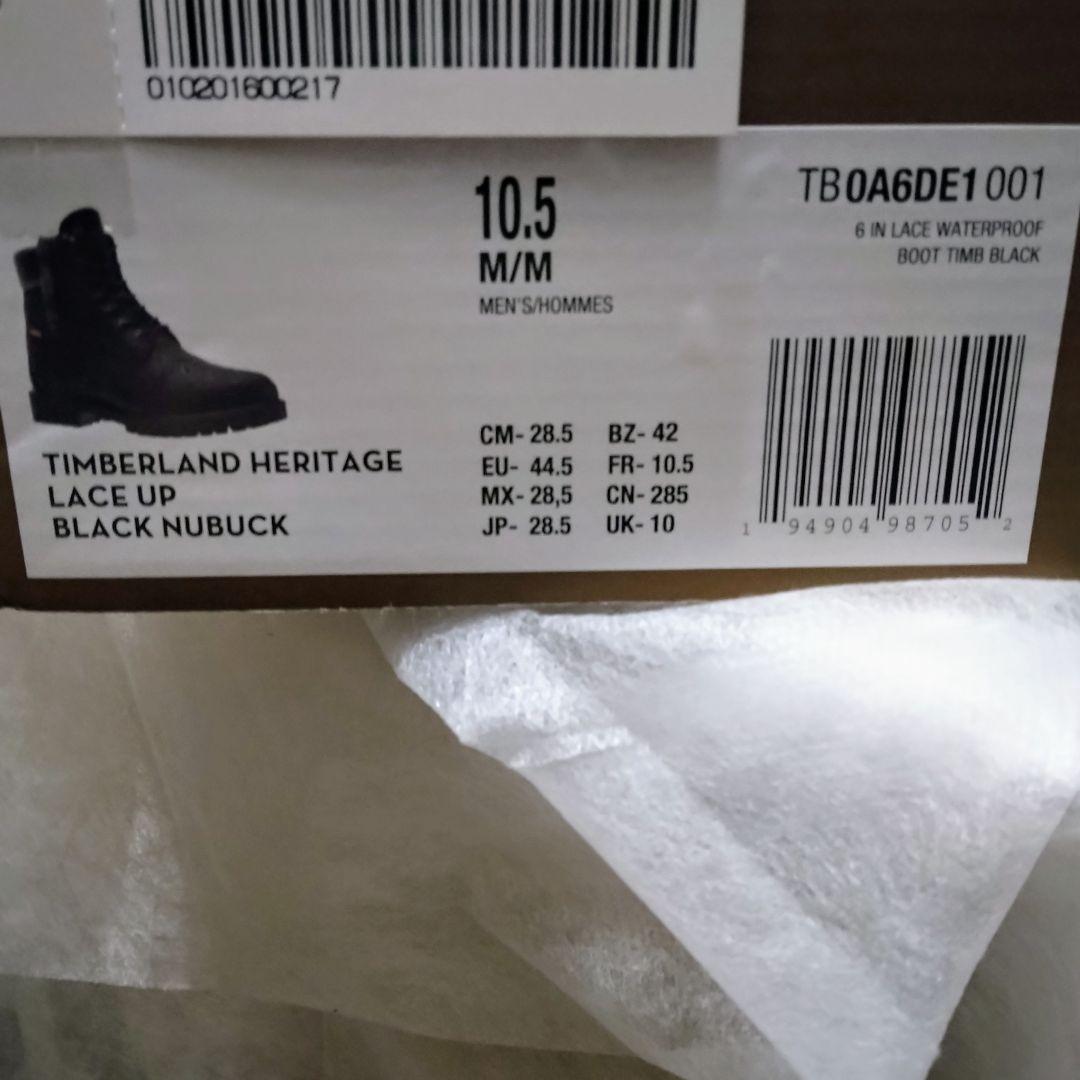 010201600217
10.5
M/M
MEN'S/HOMMES
TB0A6DE1 001
6 IN LACE WATERPROOF
BOOT TIMB BLACK
TIMBERLAND HERITAGE
LACE UP
BLACK NUBUCK
CM- 28.5 BZ- 42
EU- 44.5 FR- 10.5
MX- 28,5 CN- 285
JP- 28.5 UK- 10
1 94904 98705 2